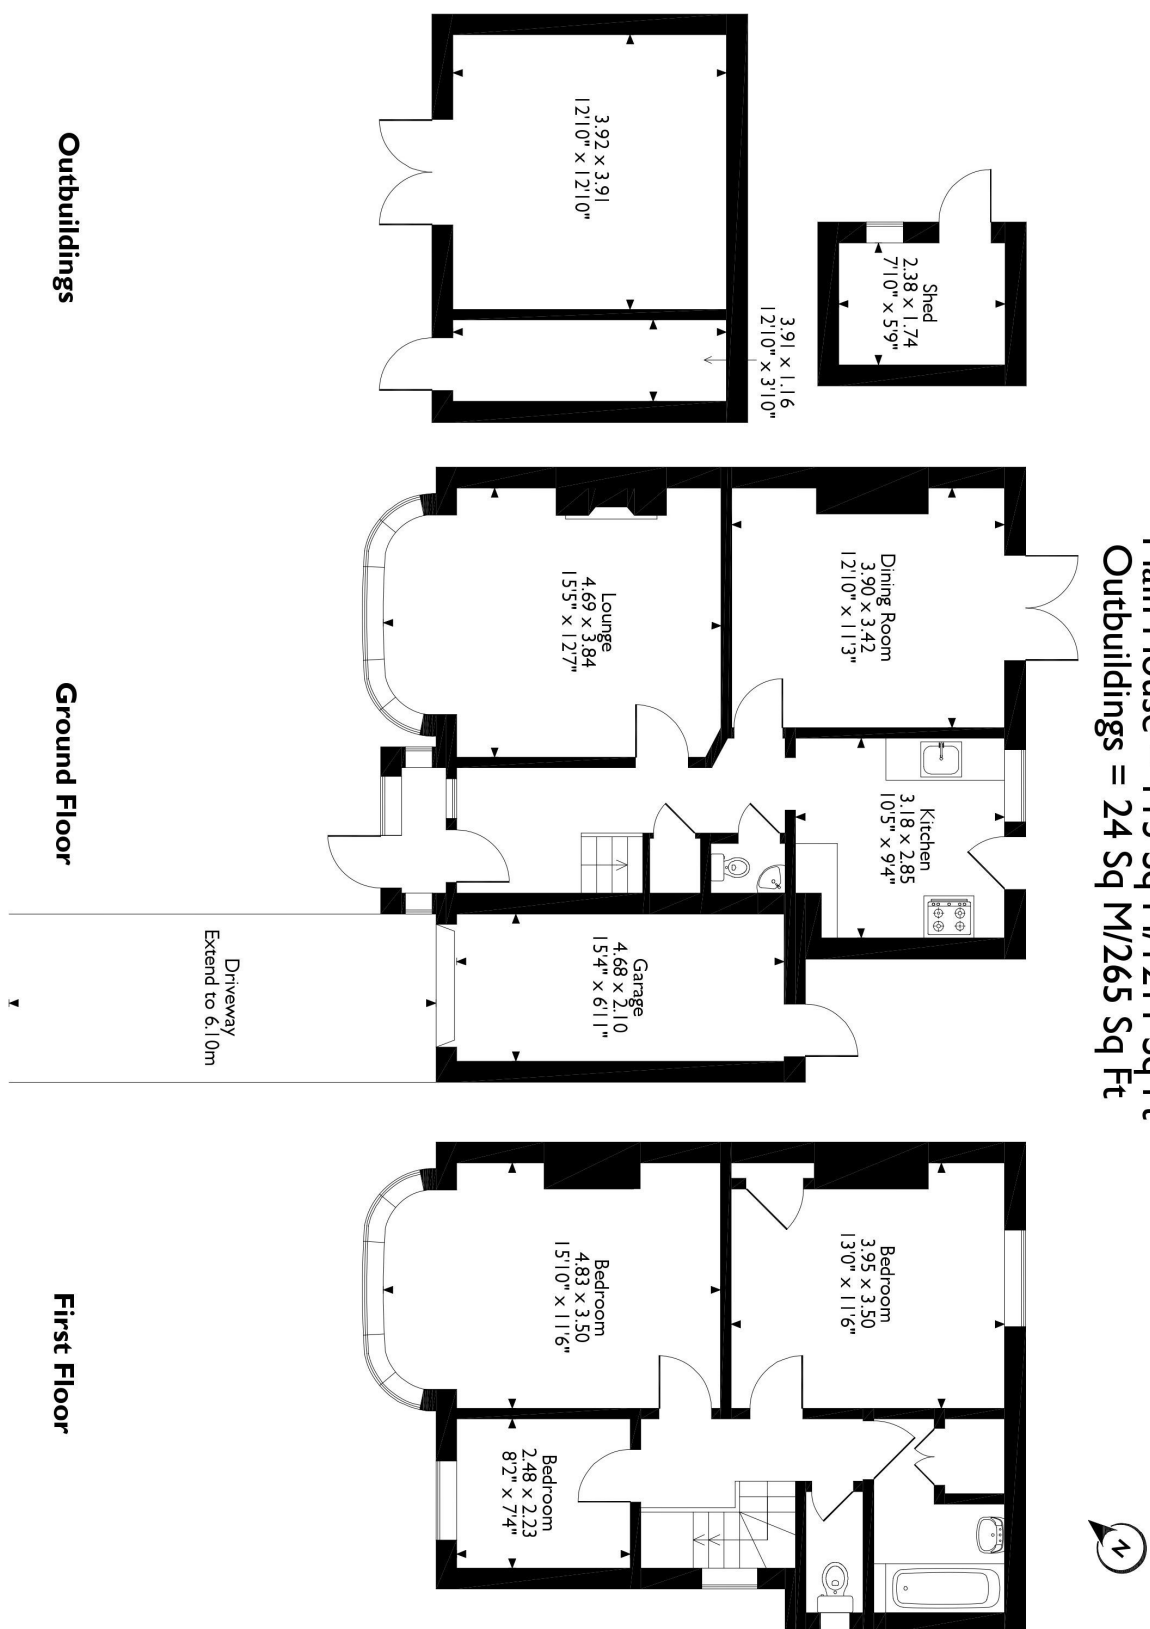 Main House Sq Sq Ft
Outbuildings = 24 Sq M/265 Sq Ft
N
Shed
2.38 x 1.74
7'10" x 5'9"
3.91 x 1.16
12'10" x 3'10"
3.92 x 3.91
12'10" x 12'10"
Outbuildings
Dining Room
3.90 x 3.42
12'10" x 11'3"
Kitchen
3.18 x 2.85
10'5" x 9'4"
Lounge
4.69 x 3.84
15'5" x 12'7"
Garage
4.68 x 2.10
15'4" x 6'11"
Driveway
Extend to 6.10m
Ground Floor
Bedroom
3.95 x 3.50
13'0" x 11'6"
Bedroom
4.83 x 3.50
15'10" x 11'6"
Bedroom
2.48 x 2.23
8'2" x 7'4"
First Floor